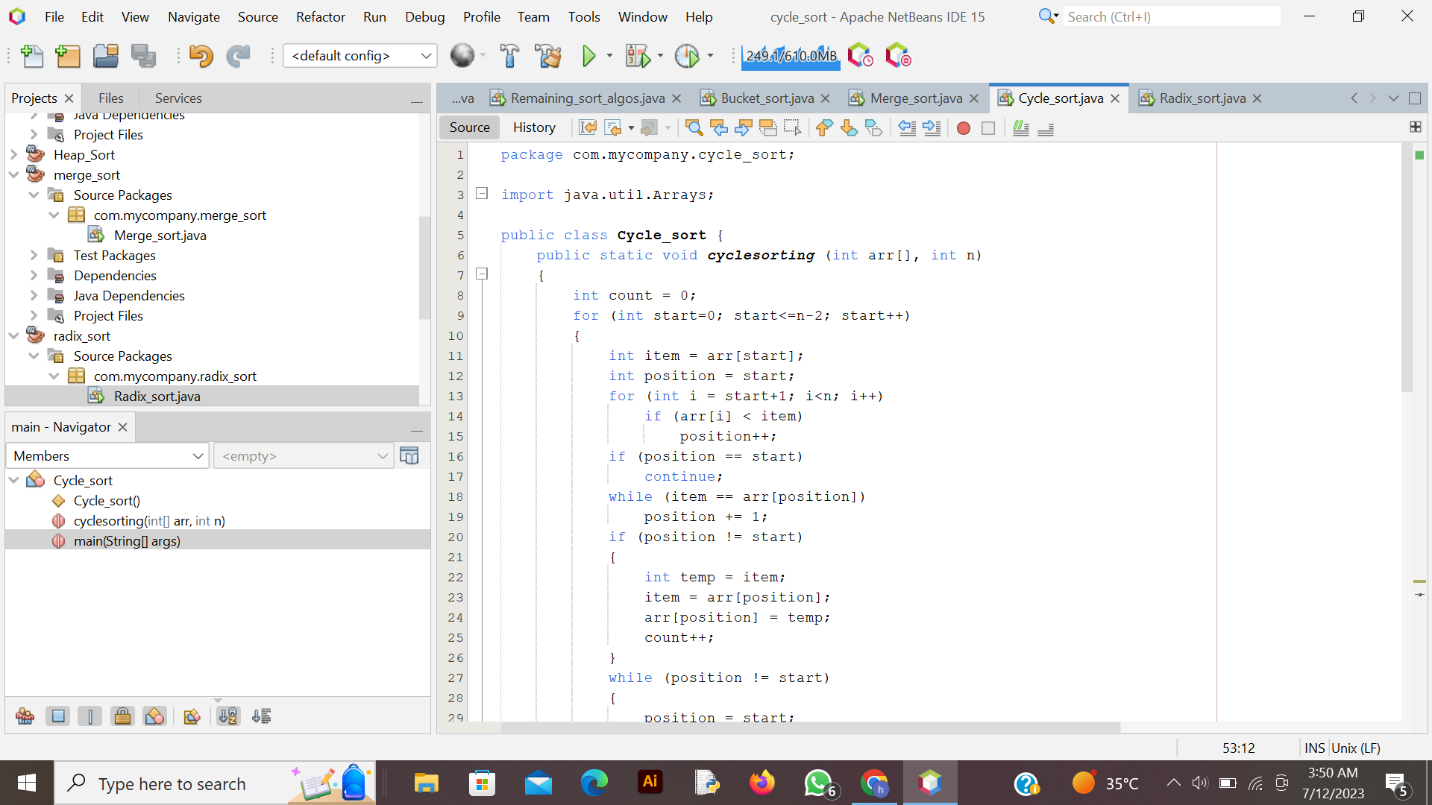 File Edit View Navigate Source Refactor Run Debug Profile Team Tools Window Help cycle_sort - Apache NetBeans IDE 15 Search (Ctrl+I)
<default config> 249.1/610.0MB
Projects Files Services
...va Remaining_sort_algos.java Bucket_sort.java Merge_sort.java Cycle_sort.java Radix_sort.java
Source History
Java Dependencies
Project Files
Heap_Sort
merge_sort
Source Packages
com.mycompany.merge_sort
Merge_sort.java
Test Packages
Dependencies
Java Dependencies
Project Files
radix_sort
Source Packages
com.mycompany.radix_sort
Radix_sort.java
main - Navigator
Members <empty>
Cycle_sort
Cycle_sort()
cyclesorting(int[] arr, int n)
main(String[] args)
1 package com.mycompany.cycle_sort;
2
3 import java.util.Arrays;
4
5 public class Cycle_sort {
6 public static void cyclesorting (int arr[], int n)
7 {
8 int count = 0;
9 for (int start=0; start<=n-2; start++)
10 {
11 int item = arr[start];
12 int position = start;
13 for (int i = start+1; i<n; i++)
14 if (arr[i] < item)
15 position++;
16 if (position == start)
17 continue;
18 while (item == arr[position])
19 position += 1;
20 if (position != start)
21 {
22 int temp = item;
23 item = arr[position];
24 arr[position] = temp;
25 count++;
26 }
27 while (position != start)
28 {
29 position = start;
53:12 INS Unix (LF)
Type here to search
Ai
6
h
35°C
3:50 AM
7/12/2023
5